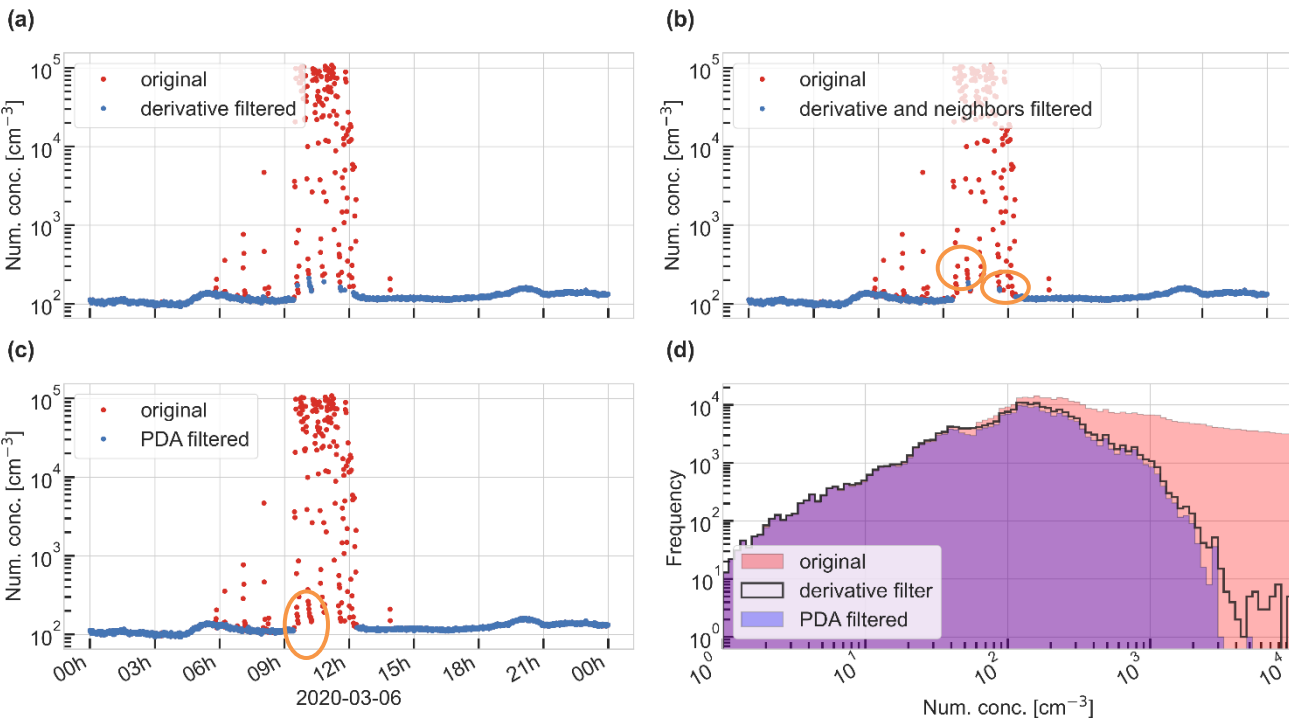 (a)
10^5
10^4
10^3
10^2
Num. conc. [cm^−3]
original
derivative filtered
(b)
10^5
10^4
10^3
10^2
Num. conc. [cm^−3]
original
derivative and neighbors filtered
(c)
10^5
10^4
10^3
10^2
Num. conc. [cm^−3]
original
PDA filtered
00h 03h 06h 09h 12h 15h 18h 21h 00h
2020-03-06
(d)
10^4
10^3
10^2
10^1
10^0
Frequency
original
derivative filter
PDA filtered
0 10^1 10^2 10^3 10^4
Num. conc. [cm^−3]